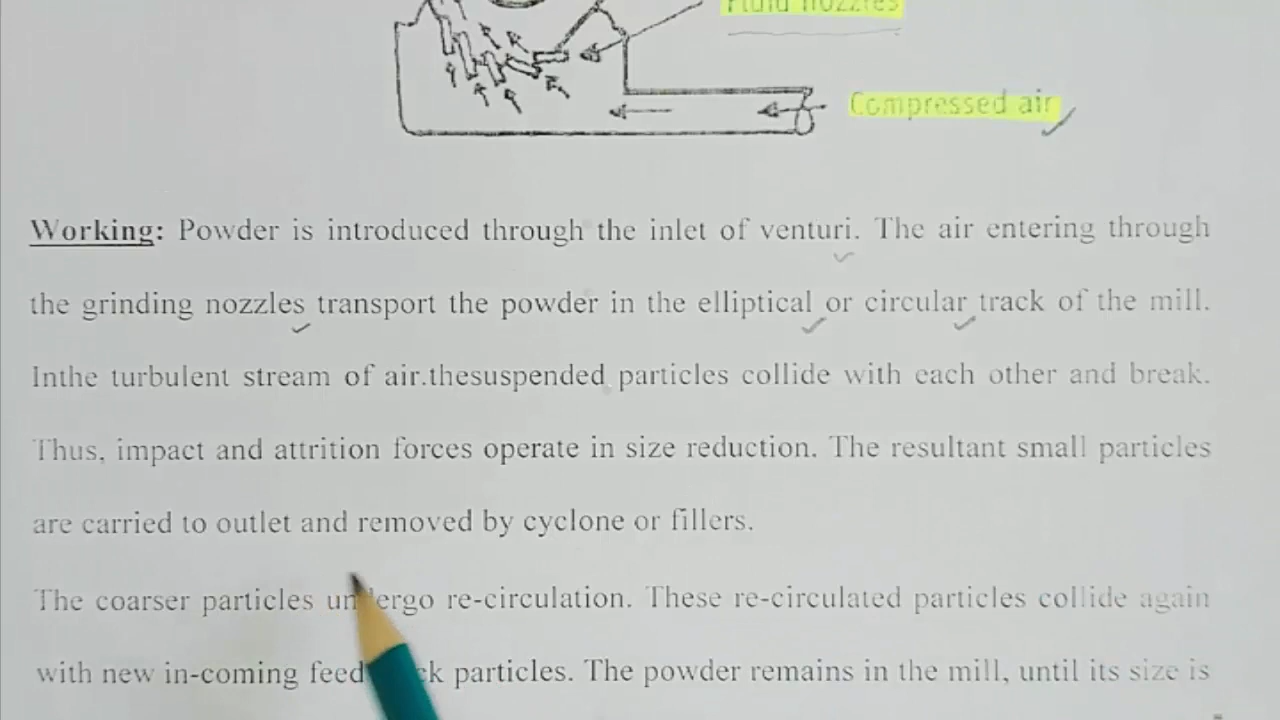 Fluid nozzles
Compressed air
Working: Powder is introduced through the inlet of venturi. The air entering through
the grinding nozzles transport the powder in the elliptical or circular track of the mill.
Inthe turbulent stream of air.thesuspended particles collide with each other and break.
Thus, impact and attrition forces operate in size reduction. The resultant small particles
are carried to outlet and removed by cyclone or fillers.
The coarser particles undergo re-circulation. These re-circulated particles collide again
with new in-coming feed particles. The powder remains in the mill, until its size is